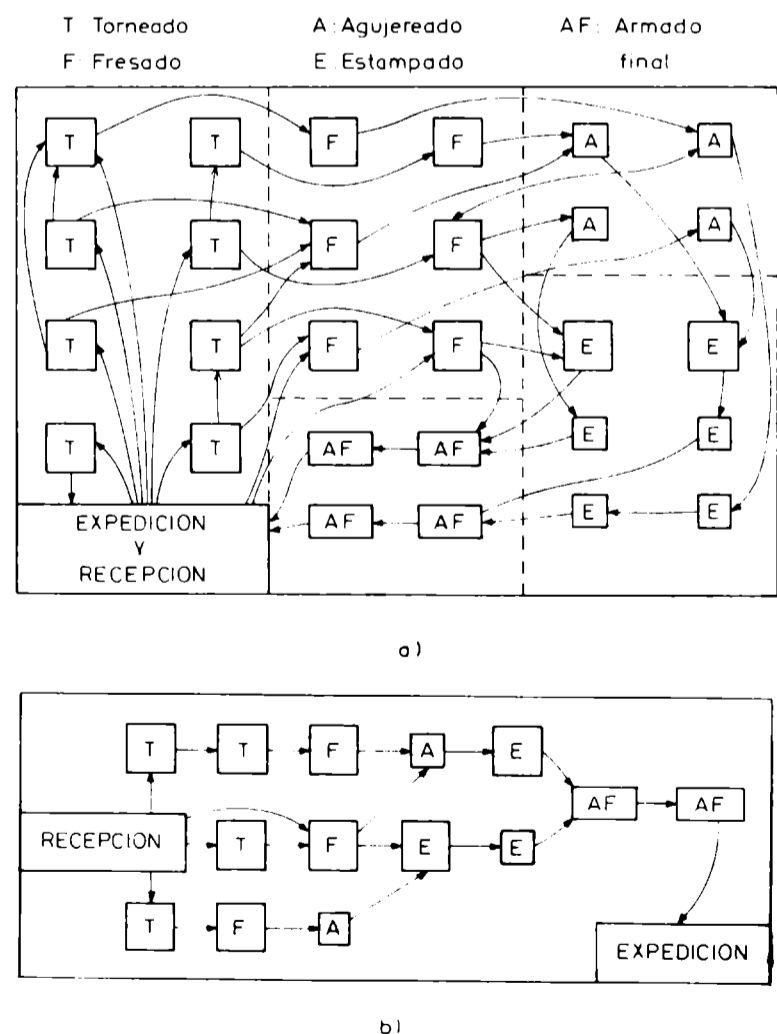 T Torneado A: Agujereado AF: Armado
F: Fresado E: Estampado final
T T F F A A
T T F F A A
T T F F E E
T T AF AF E E
AF AF E E
EXPEDICION
Y
RECEPCION
a)
T T F A E
AF AF
RECEPCION T F E E
T F A
EXPEDICION
b)